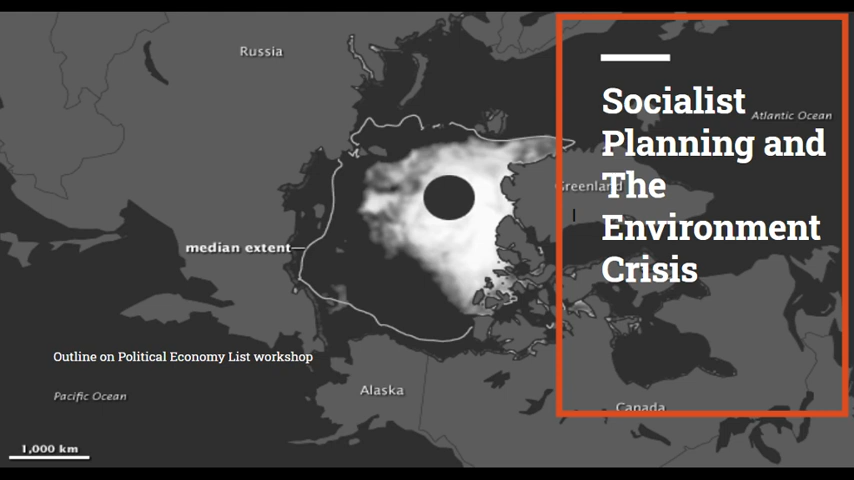 Russia
Socialist
Atlantic Ocean
Planning and
The
Greenland
Environment
median extent
Crisis
Outline on Political Economy List workshop
Alaska
Pacific Ocean
Canada
1,000 km